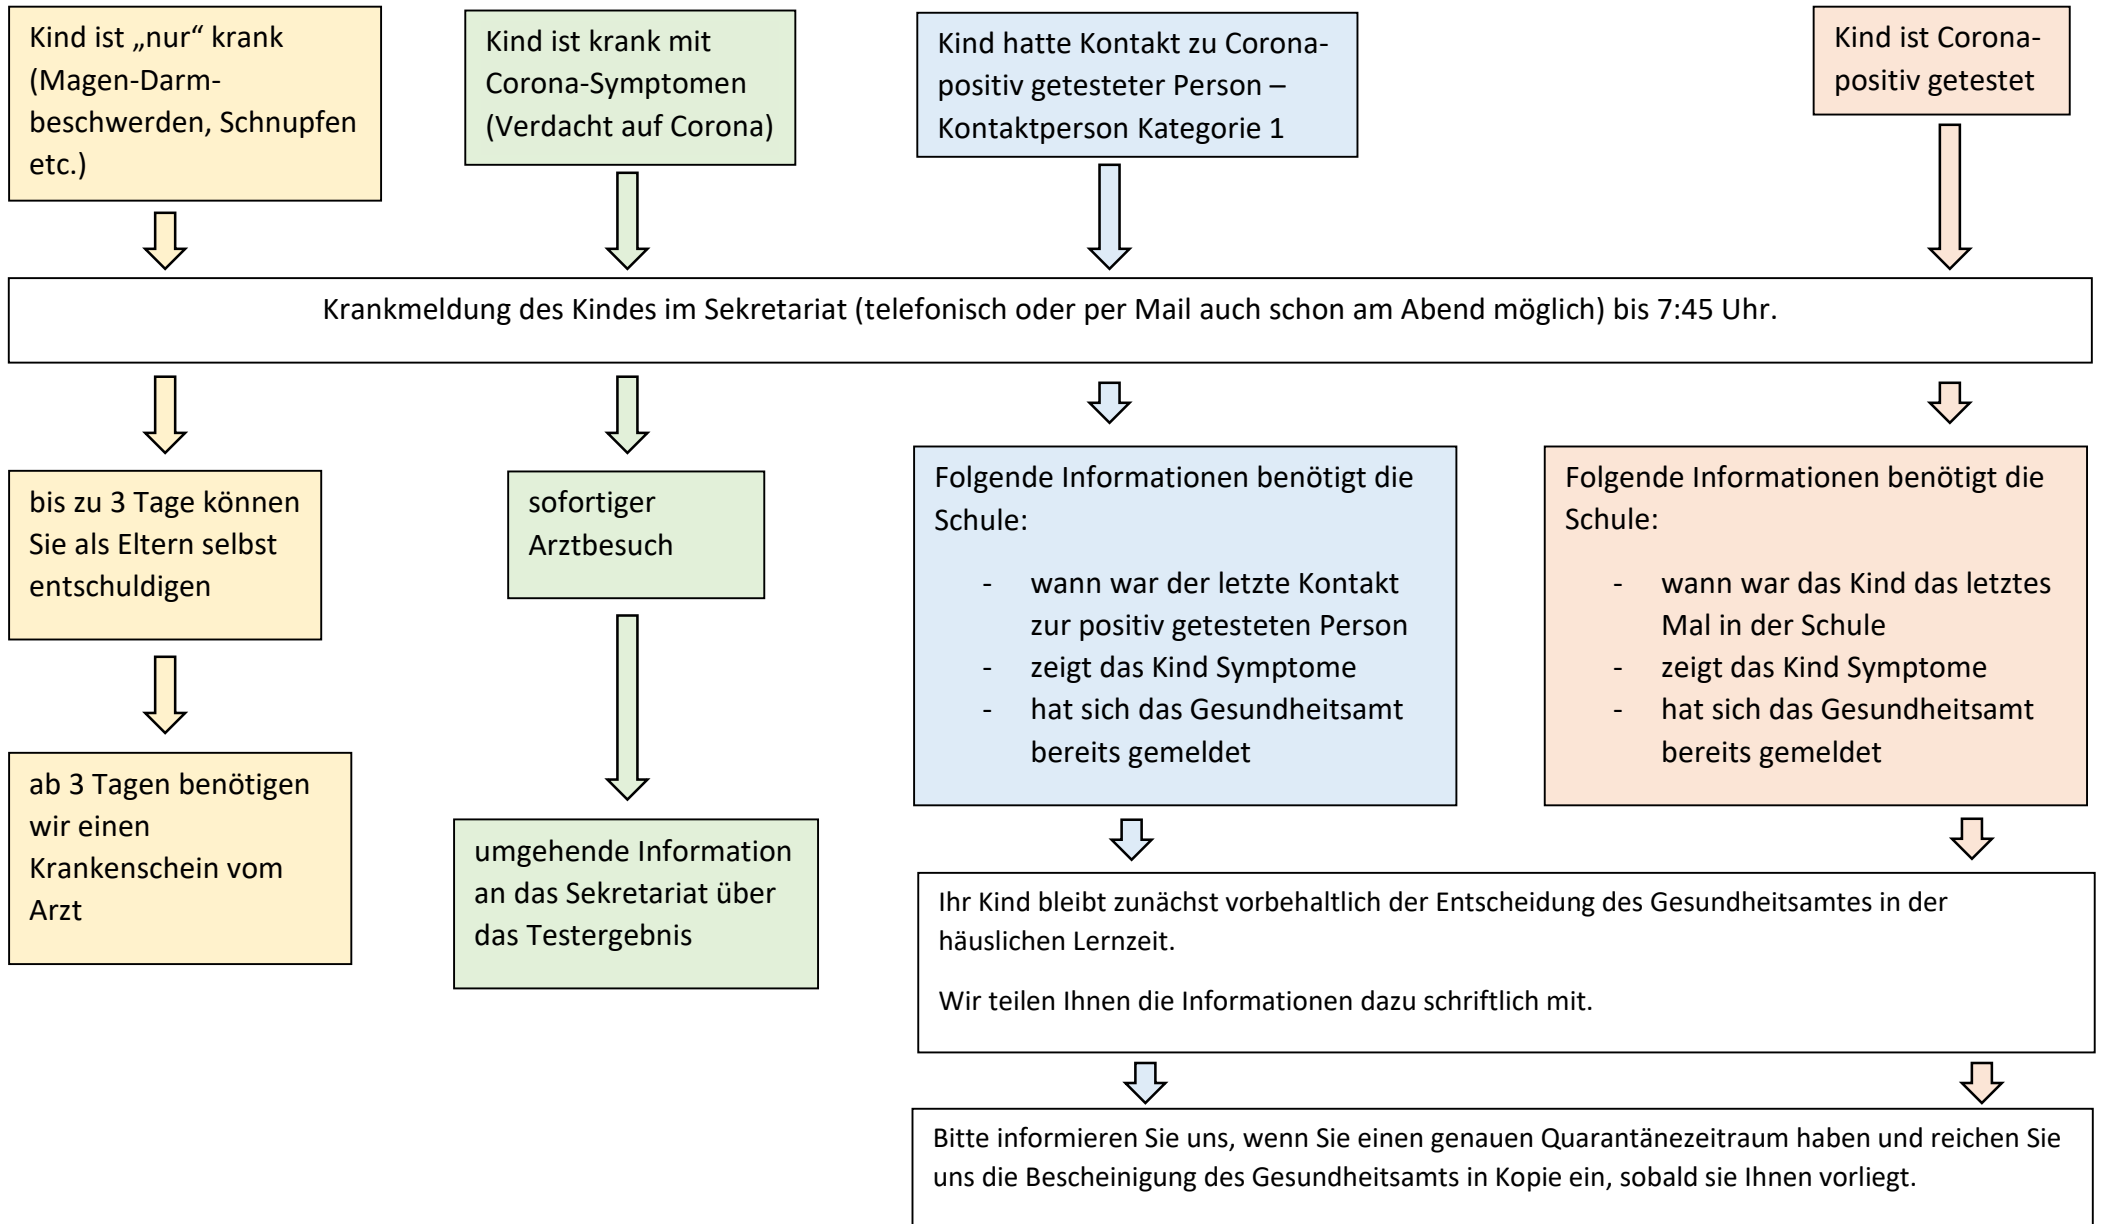 Kind ist „nur“ krank
(Magen-Darm-
beschwerden, Schnupfen
etc.)
Kind ist krank mit
Corona-Symptomen
(Verdacht auf Corona)
Kind hatte Kontakt zu Corona-
positiv getesteter Person –
Kontaktperson Kategorie 1
Kind ist Corona-
positiv getestet
Krankmeldung des Kindes im Sekretariat (telefonisch oder per Mail auch schon am Abend möglich) bis 7:45 Uhr.
bis zu 3 Tage können
Sie als Eltern selbst
entschuldigen
ab 3 Tagen benötigen
wir einen
Krankenschein vom
Arzt
sofortiger
Arztbesuch
umgehende Information
an das Sekretariat über
das Testergebnis
Folgende Informationen benötigt die
Schule:
- wann war der letzte Kontakt
zur positiv getesteten Person
- zeigt das Kind Symptome
- hat sich das Gesundheitsamt
bereits gemeldet
Folgende Informationen benötigt die
Schule:
- wann war das Kind das letztes
Mal in der Schule
- zeigt das Kind Symptome
- hat sich das Gesundheitsamt
bereits gemeldet
Ihr Kind bleibt zunächst vorbehaltlich der Entscheidung des Gesundheitsamtes in der
häuslichen Lernzeit.
Wir teilen Ihnen die Informationen dazu schriftlich mit.
Bitte informieren Sie uns, wenn Sie einen genauen Quarantänezeitraum haben und reichen Sie
uns die Bescheinigung des Gesundheitsamts in Kopie ein, sobald sie Ihnen vorliegt.